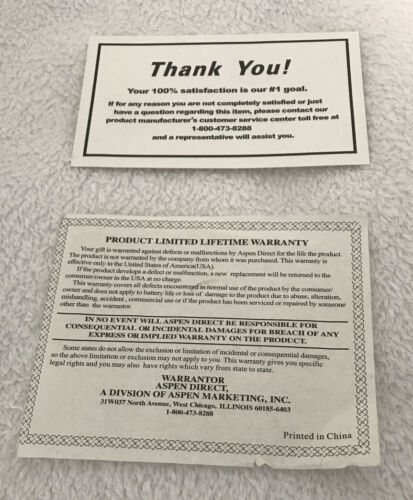 Thank You!
Your 100% satisfaction is our #1 goal.
If for any reason you are not completely satisfied or just
have a question regarding this item, please contact our
product manufacturer's customer service center toll free at
1-800-473-8288
and a representative will assist you.
PRODUCT LIMITED LIFETIME WARRANTY
Your gift is warranted against defects or malfunctions by Aspen Direct for the life the product.
The product is not warranted by the company from whom it was purchased. This warranty is
effective only in the United States of America(USA).
If the product develops a defect or malfunction, a new replacement will be returned to the
consumer/owner in the USA at no charge.
This warranty covers all defects encountered in normal use of the product by the consumer/
owner and does not apply to battery life or loss of damage to the product due to abuse, alteration,
mishandling, accident, commercial use or if the product has been serviced or repaired by someone
other than the warrantor.
IN NO EVENT WILL ASPEN DIRECT BE RESPONSIBLE FOR
CONSEQUENTIAL OR INCIDENTAL DAMAGES FOR BREACH OF ANY
EXPRESS OR IMPLIED WARRANTY ON THE PRODUCT.
Some states do not allow the exclusion or limitation of incidental or consequential damages,
so the above limitation or exclusion may not apply to you. This warranty gives you specific
legal rights and you may also have rights which vary from state to state.
WARRANTOR
ASPEN DIRECT,
A DIVISION OF ASPEN MARKETING, INC.
31W037 North Avenue, West Chicago, ILLINOIS 60185-6403
1-800-473-8288
Printed in China